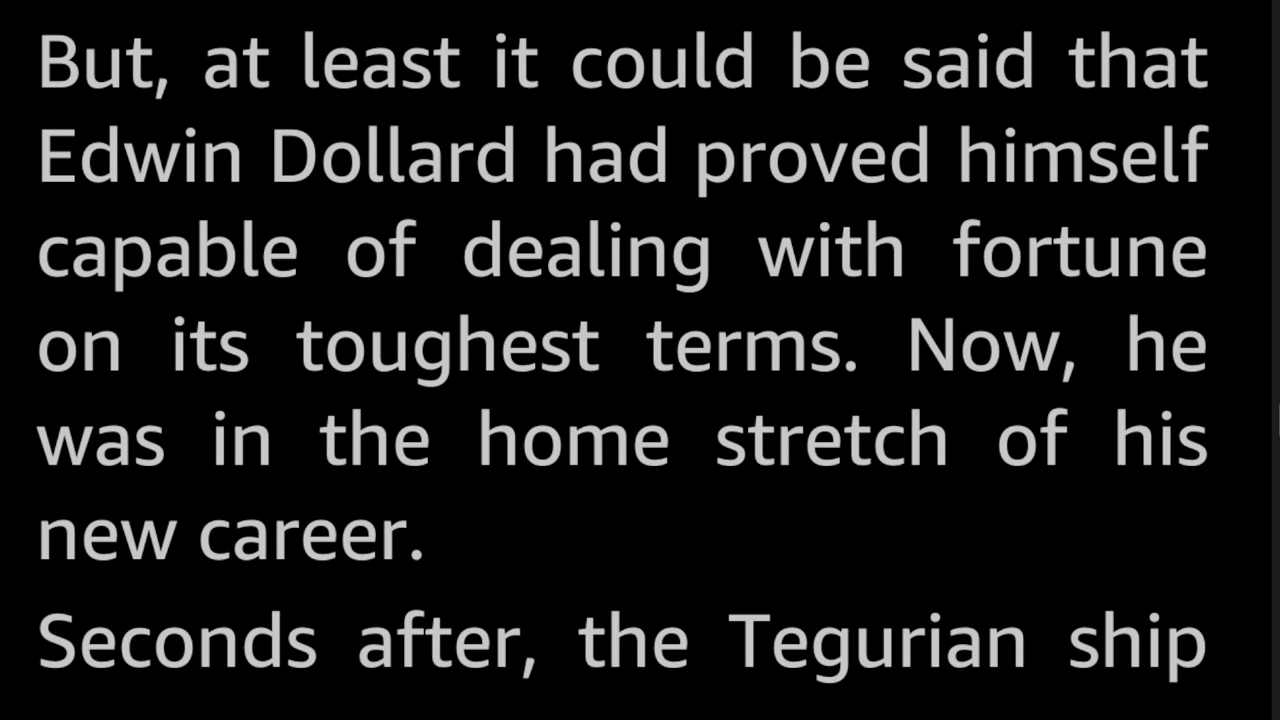 But, at least it could be said that
Edwin Dollard had proved himself
capable of dealing with fortune
on its toughest terms. Now, he
was in the home stretch of his
new career.
Seconds after, the Tegurian ship